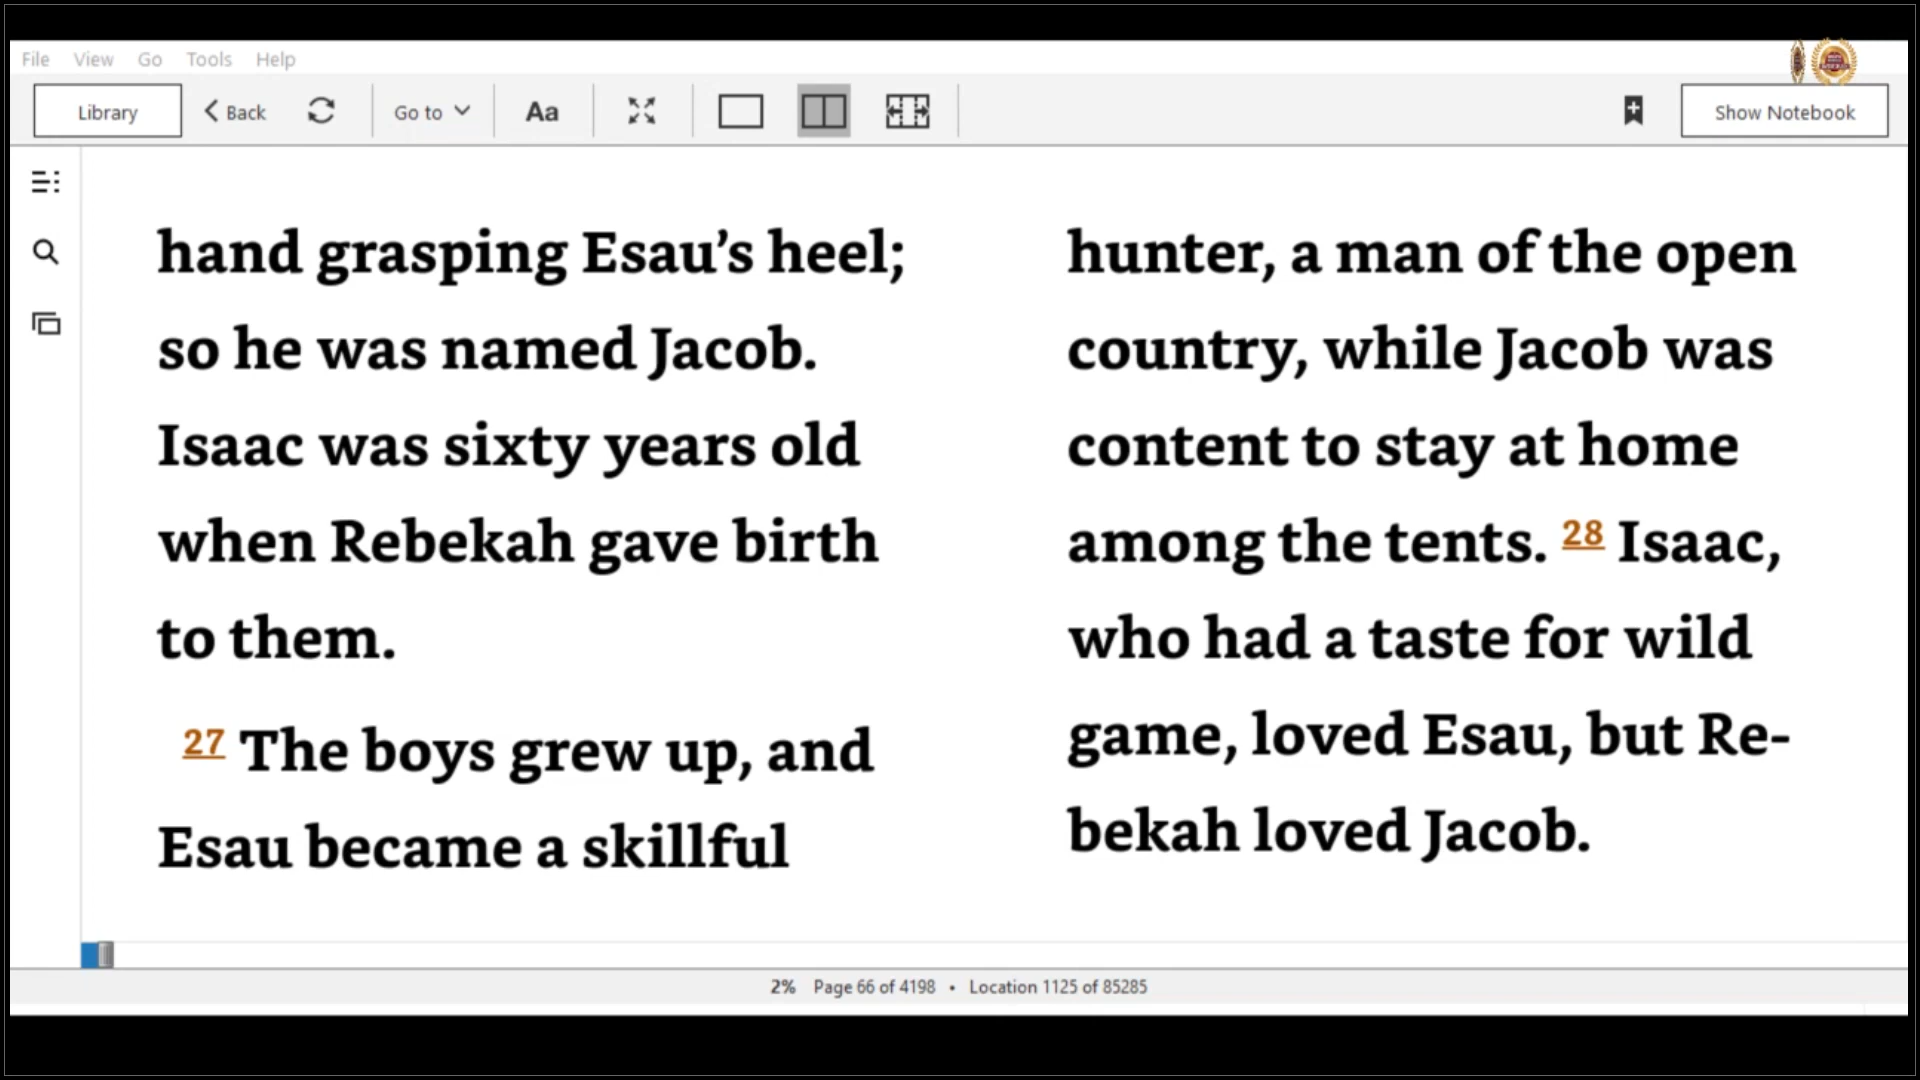 File View Go Tools Help
Library Back Go to Aa Show Notebook
hand grasping Esau’s heel;
so he was named Jacob.
Isaac was sixty years old
when Rebekah gave birth
to them.
27 The boys grew up, and
Esau became a skillful
hunter, a man of the open
country, while Jacob was
content to stay at home
among the tents. 28 Isaac,
who had a taste for wild
game, loved Esau, but Re-
bekah loved Jacob.
2% Page 66 of 4198 • Location 1125 of 85285